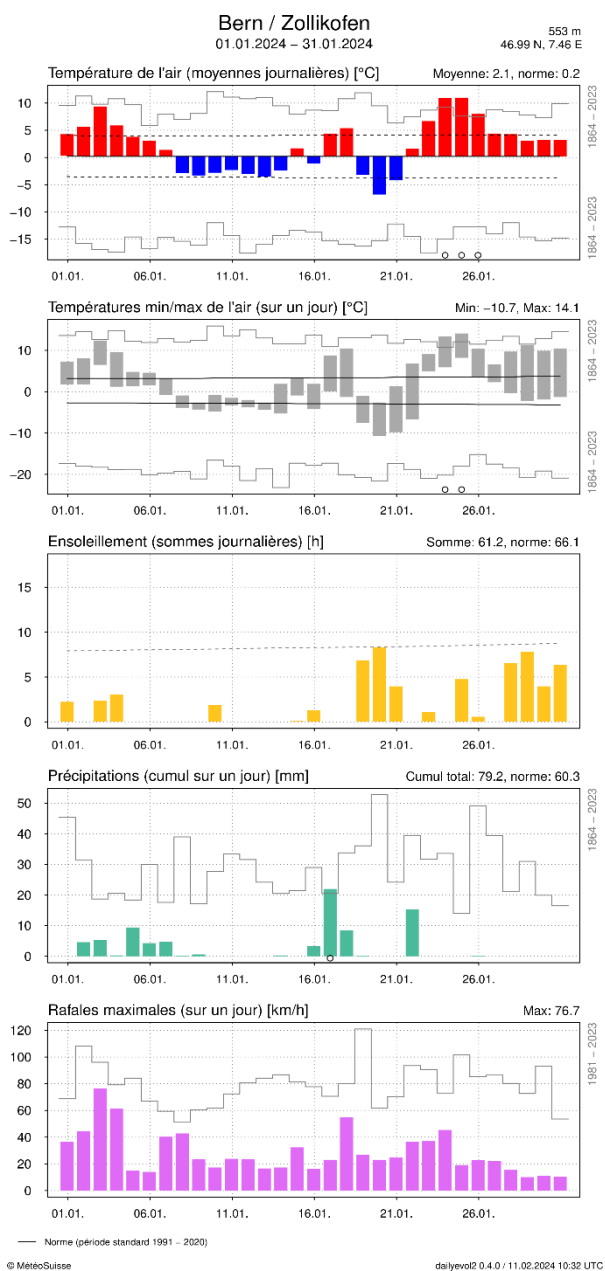 Bern / Zollikofen
01.01.2024 – 31.01.2024
553 m
46.99 N, 7.46 E
Température de l'air (moyennes journalières) [°C]
Moyenne: 2.1, norme: 0.2
10
5
0
−5
−10
−15
1864 – 2023
1864 – 2023
01.01.
06.01.
11.01.
16.01.
21.01.
26.01.
Températures min/max de l'air (sur un jour) [°C]
Min: −10.7, Max: 14.1
10
0
−10
−20
1864 – 2023
1864 – 2023
01.01.
06.01.
11.01.
16.01.
21.01.
26.01.
Ensoleillement (sommes journalières) [h]
Somme: 61.2, norme: 66.1
15
10
5
0
01.01.
06.01.
11.01.
16.01.
21.01.
26.01.
Précipitations (cumul sur un jour) [mm]
Cumul total: 79.2, norme: 60.3
50
40
30
20
10
0
1864 – 2023
01.01.
06.01.
11.01.
16.01.
21.01.
26.01.
Rafales maximales (sur un jour) [km/h]
Max: 76.7
120
100
80
60
40
20
0
1981 – 2023
01.01.
06.01.
11.01.
16.01.
21.01.
26.01.
Norme (période standard 1991 – 2020)
© MétéoSuisse
dailyevol2 0.4.0 / 11.02.2024 10:32 UTC